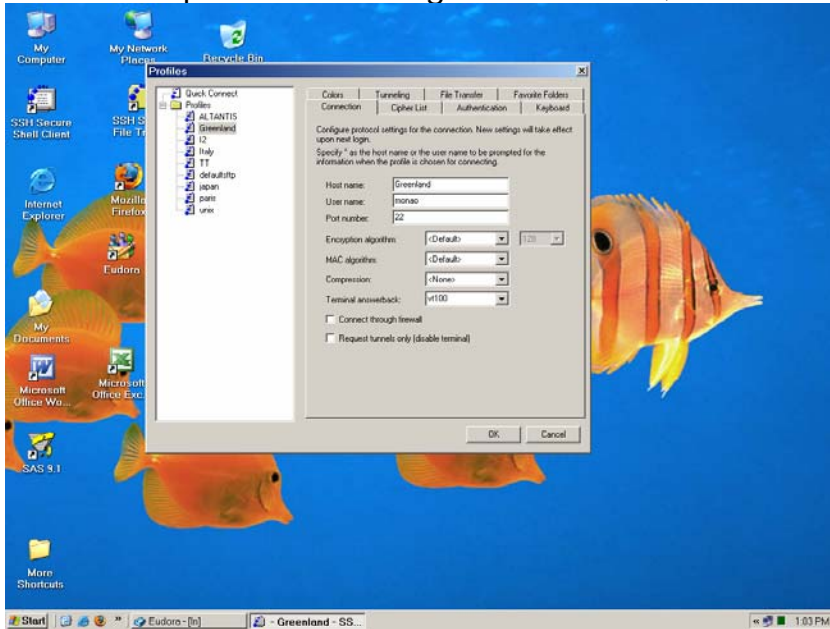 My Computer
My Network Places
Recycle Bin
SSH Secure Shell Client
SSH S
File Tr
Internet Explorer
Mozilla Firefox
Eudora
My Documents
Microsoft Office Wo...
Microsoft Office Exc.
SAS 9.1
More Shortcuts
Profiles
Quick Connect
Profiles
ALTANTIS
Greenland
I2
Italy
TT
defaultsftp
japan
paris
unix
Colors Tunneling File Transfer Favorite Folders
Connection Cipher List Authentication Keyboard
Configure protocol settings for the connection. New settings will take effect
upon next login.
Specify * as the host name or the user name to be prompted for the
information when the profile is chosen for connecting.
Host name: Greenland
User name: monao
Port number: 22
Encryption algorithm: <Default> 128
MAC algorithm: <Default>
Compression: <None>
Terminal answerback: vt100
Connect through firewall
Request tunnels only (disable terminal)
OK Cancel
Start » Eudora - [In] - Greenland - SS... « 1:03 PM